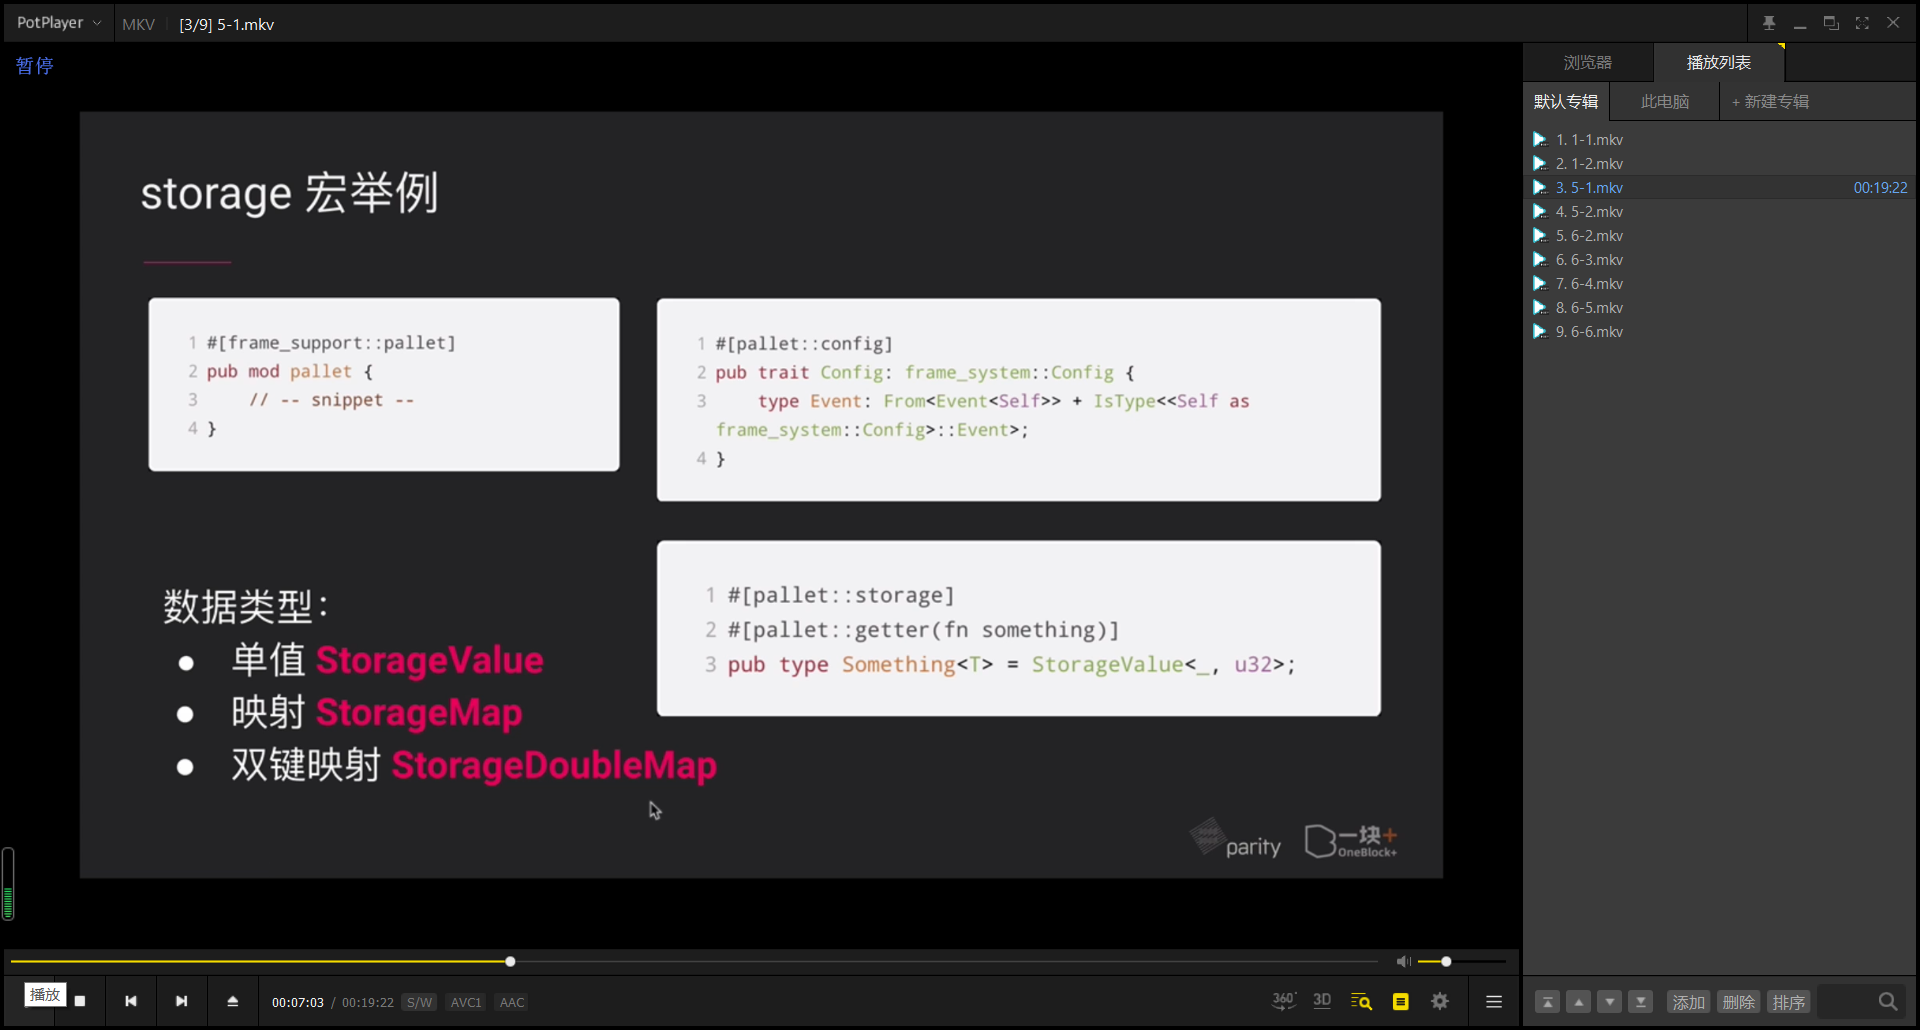 PotPlayer
MKV
[3/9] 5-1.mkv
暂停
storage 宏举例
1 #[frame_support::pallet]
2 pub mod pallet {
3 // -- snippet --
4 }
1 #[pallet::config]
2 pub trait Config: frame_system::Config {
3 type Event: From<Event<Self>> + IsType<<Self as
frame_system::Config>::Event>;
4 }
数据类型：
● 单值 StorageValue
● 映射 StorageMap
● 双键映射 StorageDoubleMap
1 #[pallet::storage]
2 #[pallet::getter(fn something)]
3 pub type Something<T> = StorageValue<_, u32>;
parity
一块+
OneBlock+
播放
00:07:03 / 00:19:22 S/W AVC1 AAC
360° 3D
浏览器 播放列表
默认专辑 此电脑 + 新建专辑
1. 1-1.mkv
2. 1-2.mkv
3. 5-1.mkv 00:19:22
4. 5-2.mkv
5. 6-2.mkv
6. 6-3.mkv
7. 6-4.mkv
8. 6-5.mkv
9. 6-6.mkv
添加 删除 排序